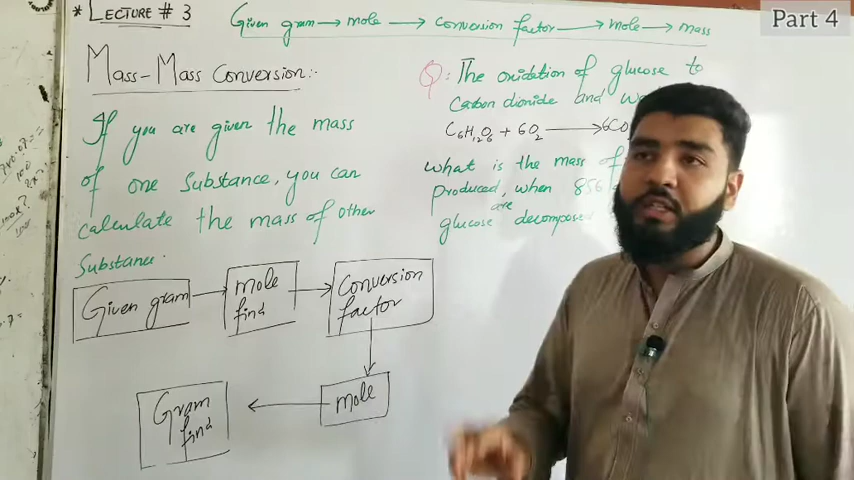 Part 4
* LECTURE # 3
Given gram → mole → Conversion factor → Mole → mass
Mass-Mass Conversion:-
If you are given the mass
of one Substance, you can
calculate the mass of other
Substance.
Given gram → mole find → Conversion factor
Gram find ← mole
Q: The oxidation of glucose to
Carbon dioxide and
C6H12O6 + 6O2 → 6CO
what is the mass of
produced, when 856
are
glucose decomposed